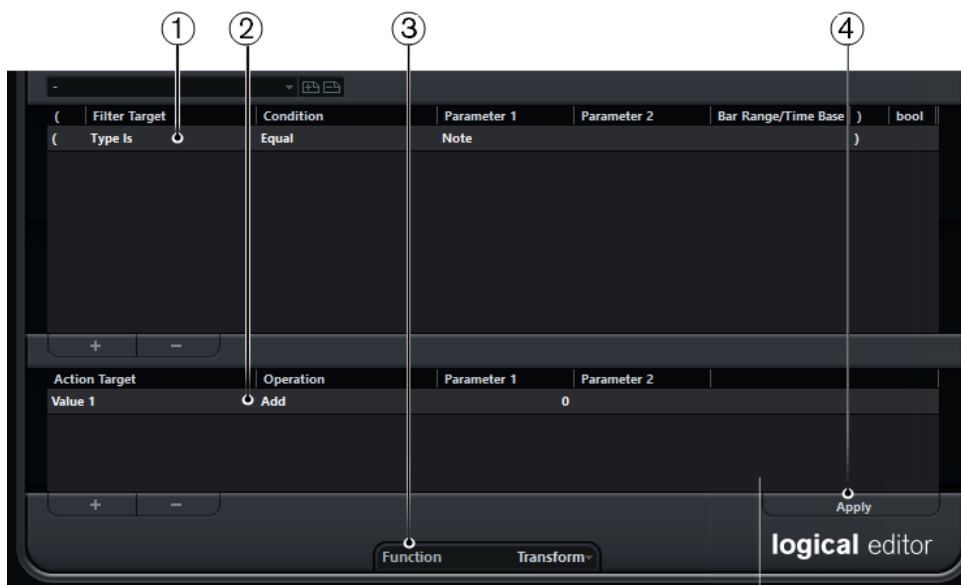 ① ② ③ ④
-
( Filter Target Condition Parameter 1 Parameter 2 Bar Range/Time Base ) bool
( Type Is Equal Note )
+ −
Action Target Operation Parameter 1 Parameter 2
Value 1 Add 0
+ −
Apply
Function Transform
logical editor